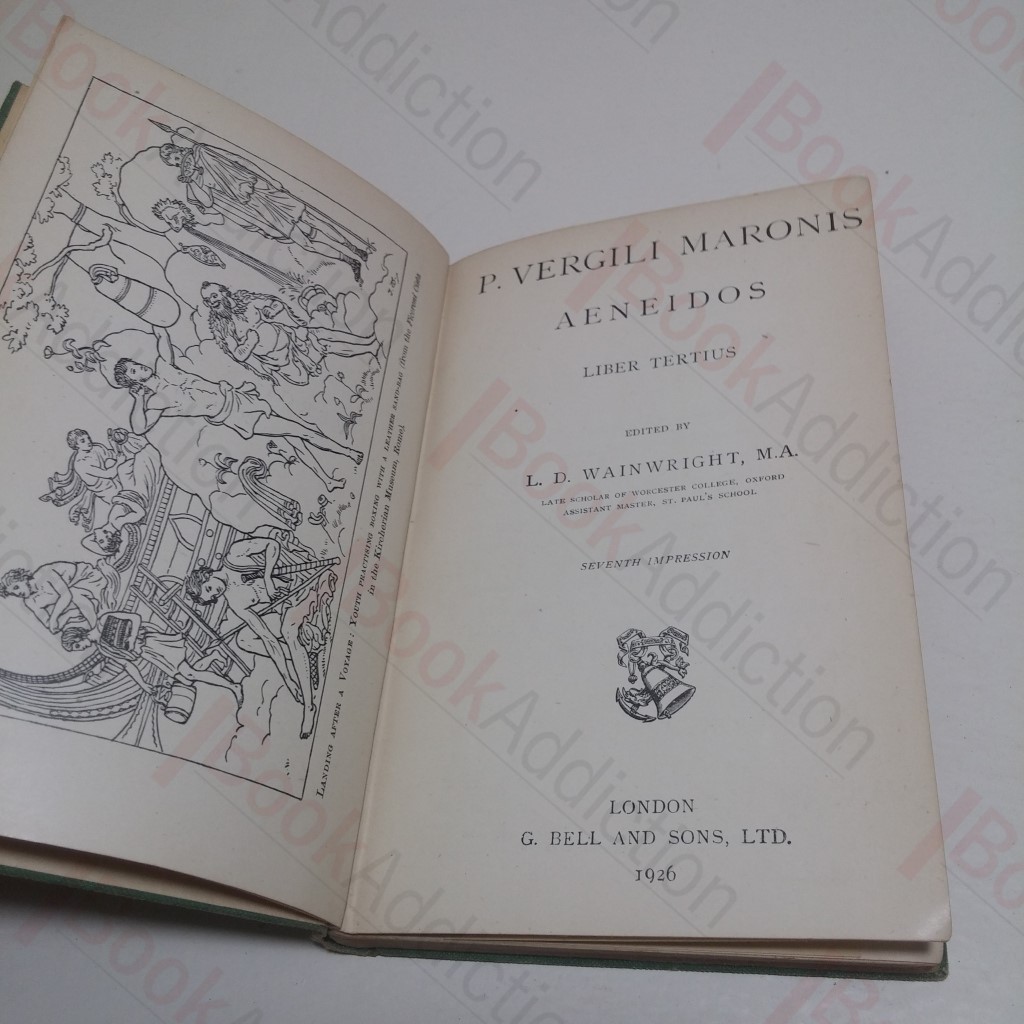 LANDING AFTER A VOYAGE: YOUTH PRACTISING BOXING WITH A LEATHER SAND-BAG (from the Ficoroni Cista
in the Kircherian Museum, Rome).
P. VERGILI MARONIS
AENEIDOS
LIBER TERTIUS
EDITED BY
L. D. WAINWRIGHT, M.A.
LATE SCHOLAR OF WORCESTER COLLEGE, OXFORD
ASSISTANT MASTER, ST. PAUL'S SCHOOL
SEVENTH IMPRESSION
LONDON
G. BELL AND SONS, LTD.
1926
BookAddiction